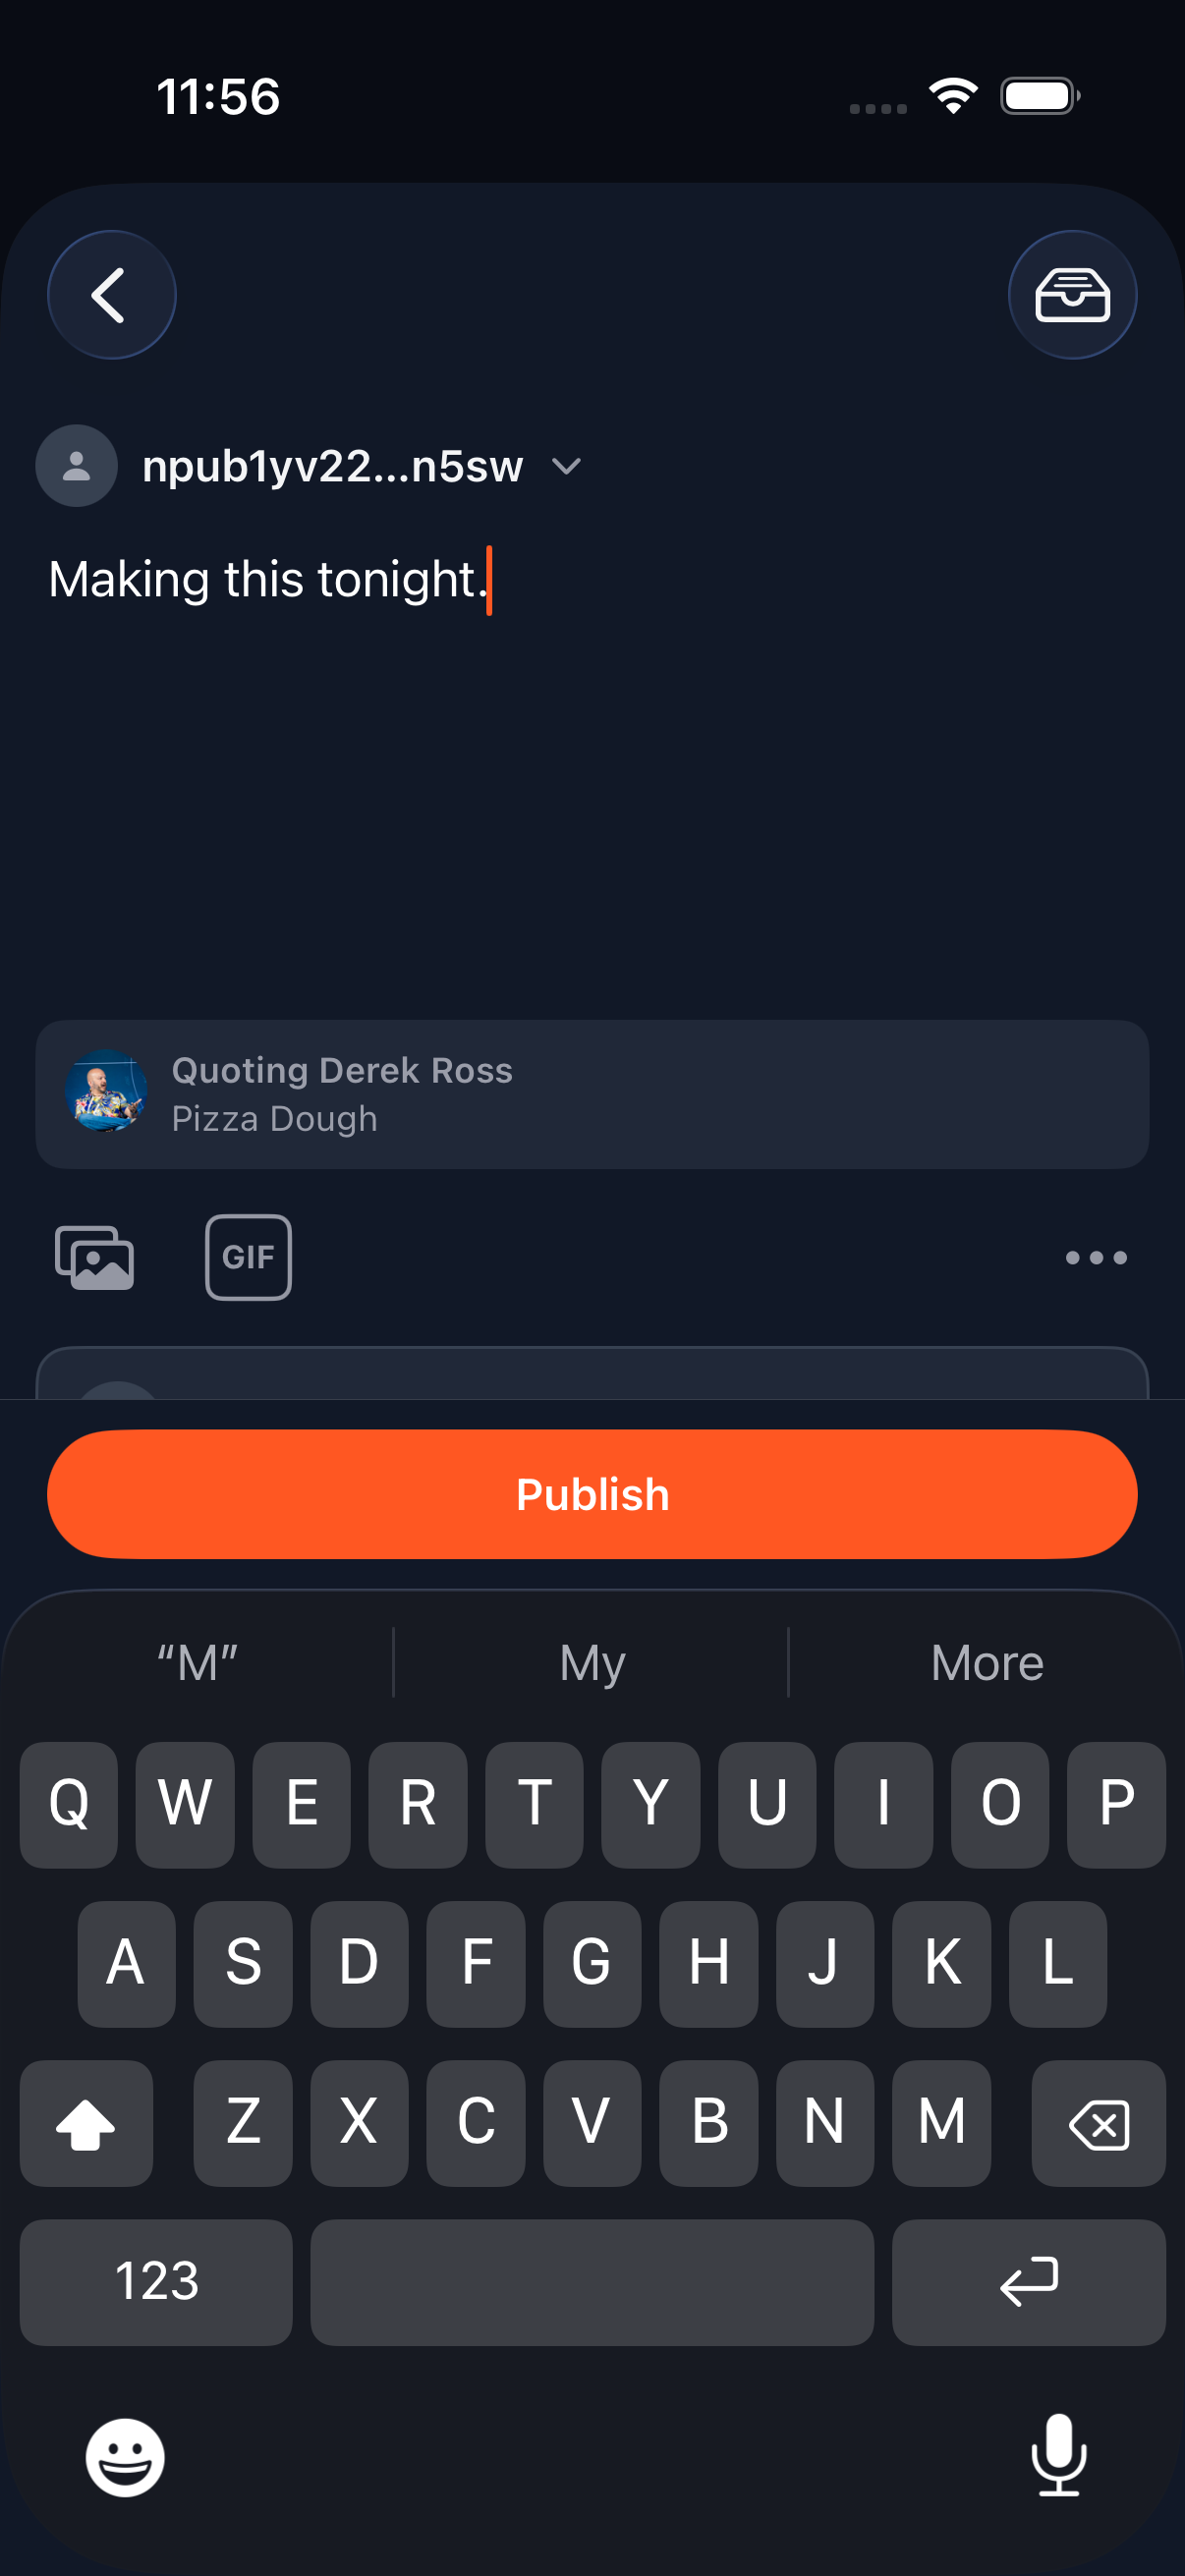 11:56
npub1yv22...n5sw
Making this tonight.
Quoting Derek Ross
Pizza Dough
GIF
Publish
“M” My More
Q W E R T Y U I O P
A S D F G H J K L
Z X C V B N M
123